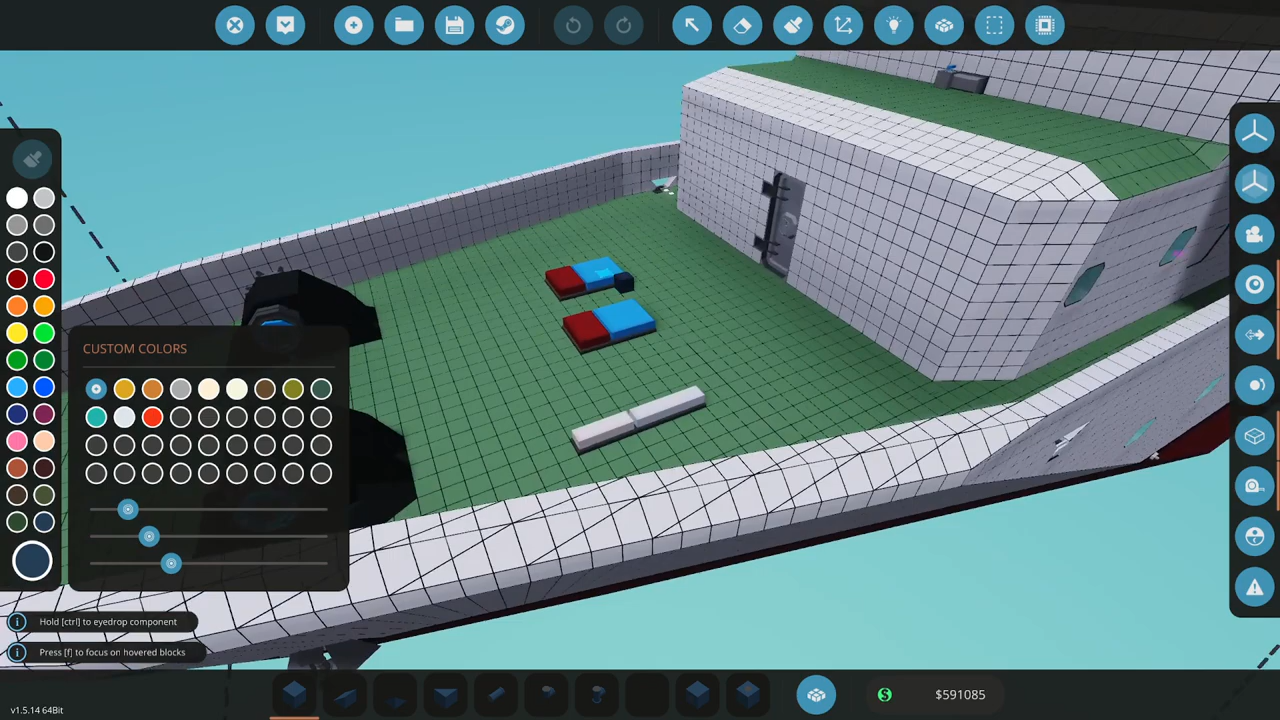 CUSTOM COLORS
Hold [ctrl] to eyedrop component
Press [f] to focus on hovered blocks
$591085
v1.5.14 64Bit